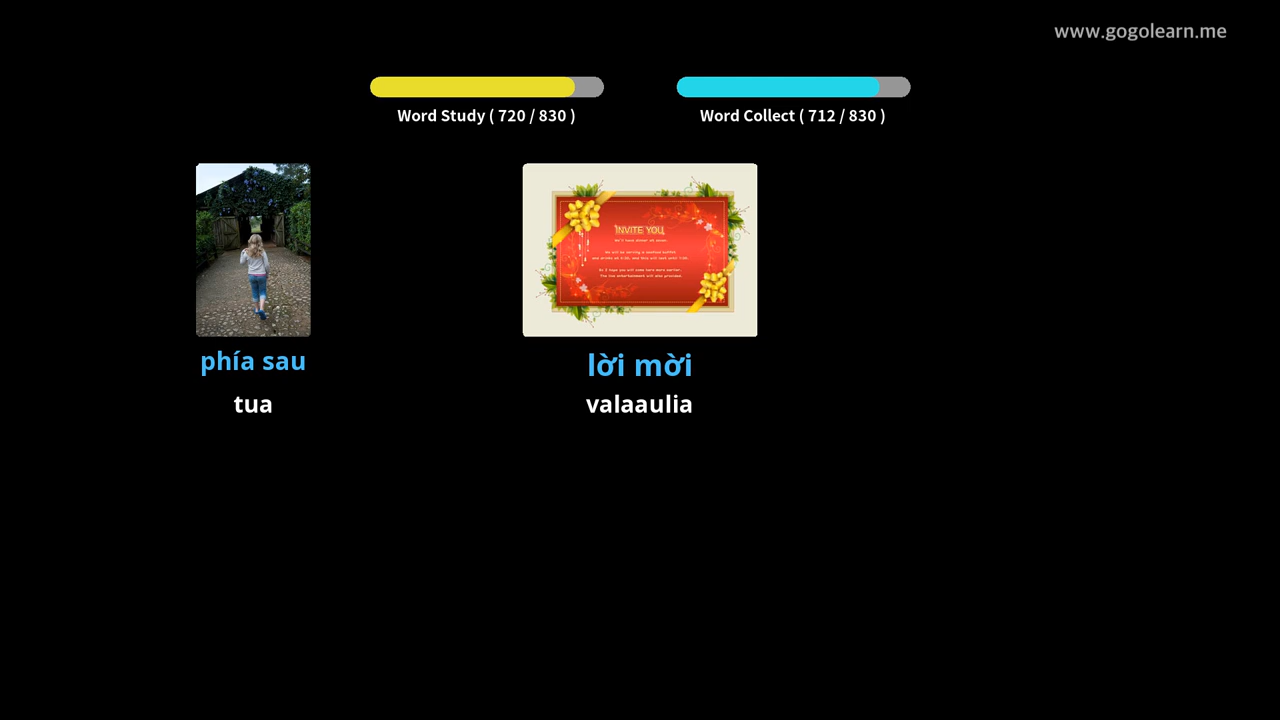 www.gogolearn.me
Word Study ( 720 / 830 )
Word Collect ( 712 / 830 )
INVITE YOU
phía sau
lời mời
tua
valaaulia